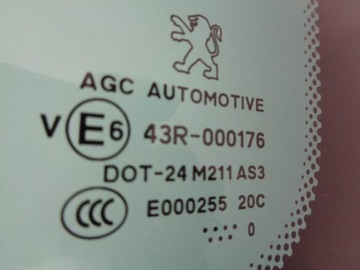 AGC AUTOMOTIVE
V E6 43R-000176
DOT-24 M211 AS3
CCC E000255 20C
0